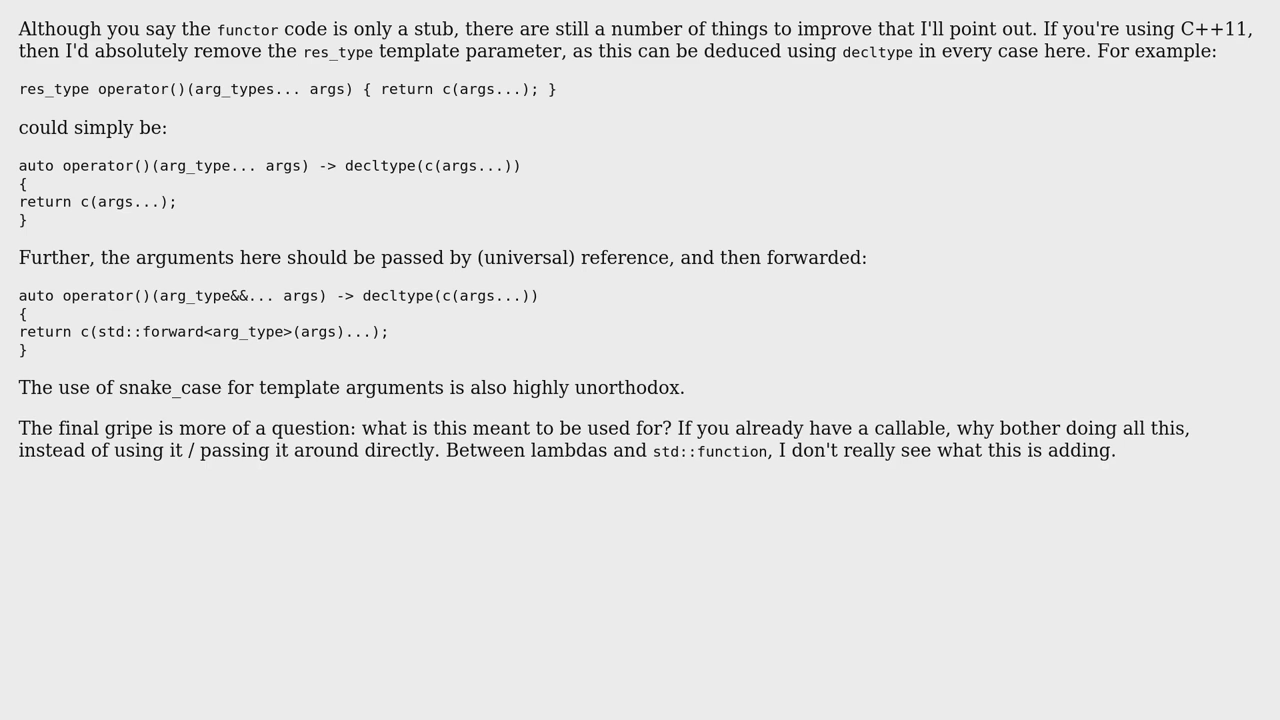 Although you say the functor code is only a stub, there are still a number of things to improve that I'll point out. If you're using C++11,
then I'd absolutely remove the res_type template parameter, as this can be deduced using decltype in every case here. For example:
res_type operator()(arg_types... args) { return c(args...); }
could simply be:
auto operator()(arg_type... args) -> decltype(c(args...))
{
return c(args...);
}
Further, the arguments here should be passed by (universal) reference, and then forwarded:
auto operator()(arg_type&&... args) -> decltype(c(args...))
{
return c(std::forward<arg_type>(args)...);
}
The use of snake_case for template arguments is also highly unorthodox.
The final gripe is more of a question: what is this meant to be used for? If you already have a callable, why bother doing all this,
instead of using it / passing it around directly. Between lambdas and std::function, I don't really see what this is adding.